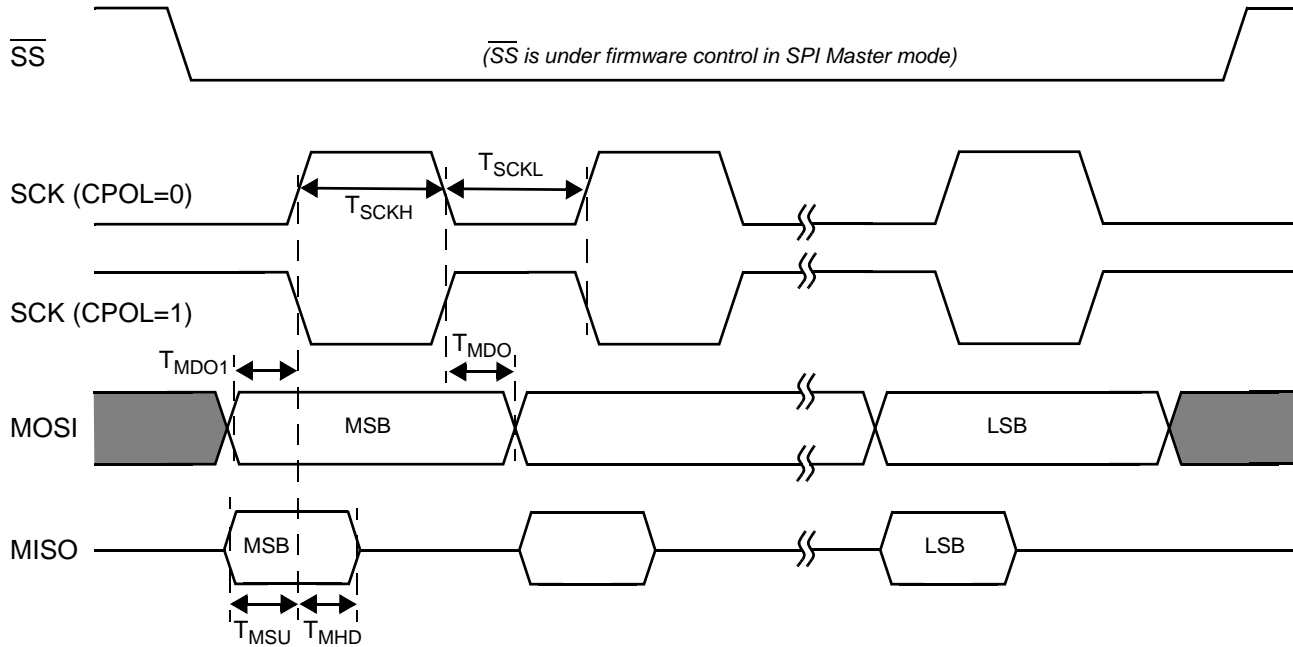 SS
(SS is under firmware control in SPI Master mode)
SCK (CPOL=0)
TSCKH
TSCKL
SCK (CPOL=1)
TMDO1
TMDO
MOSI
MSB
LSB
MISO
MSB
LSB
TMSU
TMHD